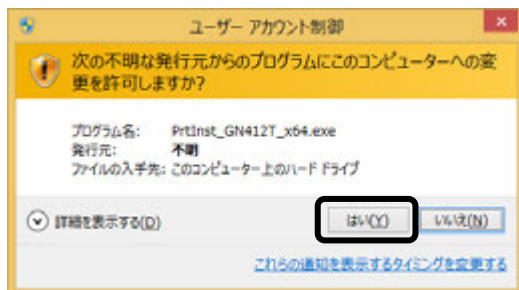 ユーザー アカウント制御
次の不明な発行元からのプログラムにこのコンピューターへの変
更を許可しますか?
プログラム名: PrtInst_GN412T_x64.exe
発行元: 不明
ファイルの入手先: このコンピューター上のハード ドライブ
詳細を表示する(D)
はい(Y) いいえ(N)
これらの通知を表示するタイミングを変更する